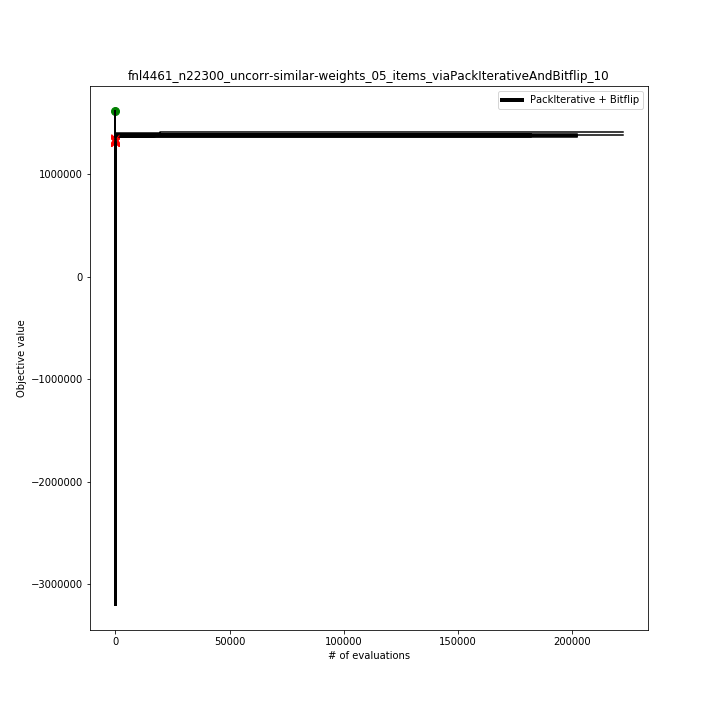 fnl4461_n22300_uncorr-similar-weights_05_items_viaPackIterativeAndBitflip_10
PackIterative + Bitflip
1000000
0
−1000000
−2000000
−3000000
Objective value
0
50000
100000
150000
200000
# of evaluations